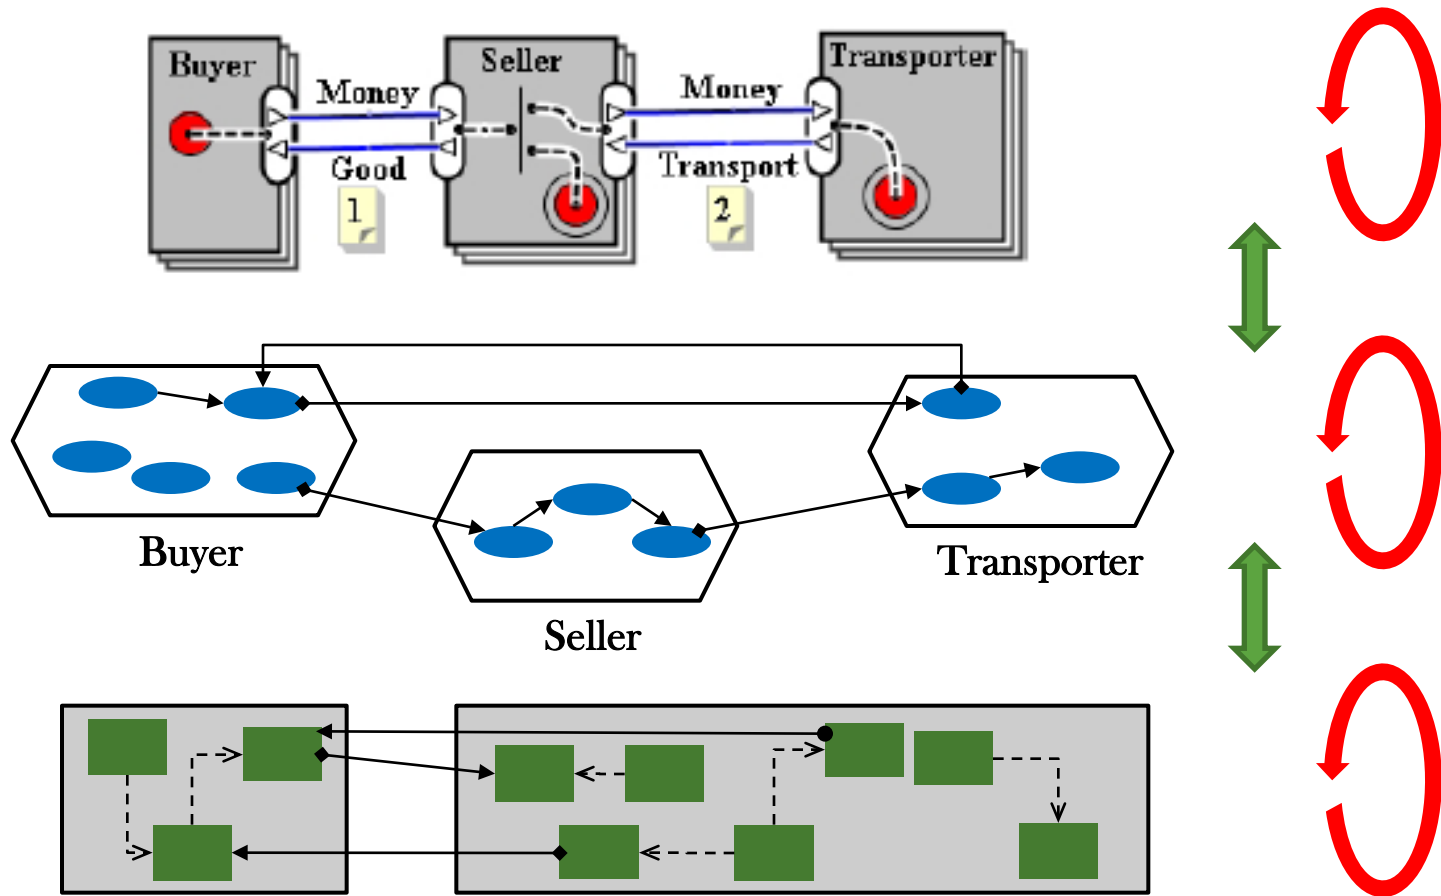 Buyer
Seller
Transporter
Money
Money
Good
Transport
1
2
Buyer
Transporter
Seller